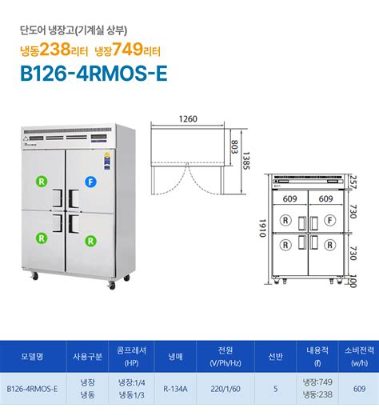 단도어 냉장고(기계실 상부)
냉동238리터 냉장749리터
B126-4RMOS-E
1260
803
1385
R
F
R
R
609 609
R R
R R
257
730
730
100
1910
모델명 사용구분 콤프레셔(HP) 냉매 전원(V/Ph/Hz) 선반 내용적(ℓ) 소비전력(w/h)
B126-4RMOS-E 냉장 냉동 냉장:1/4 냉동1/3 R-134A 220/1/60 5 냉장:749 냉동:238 609